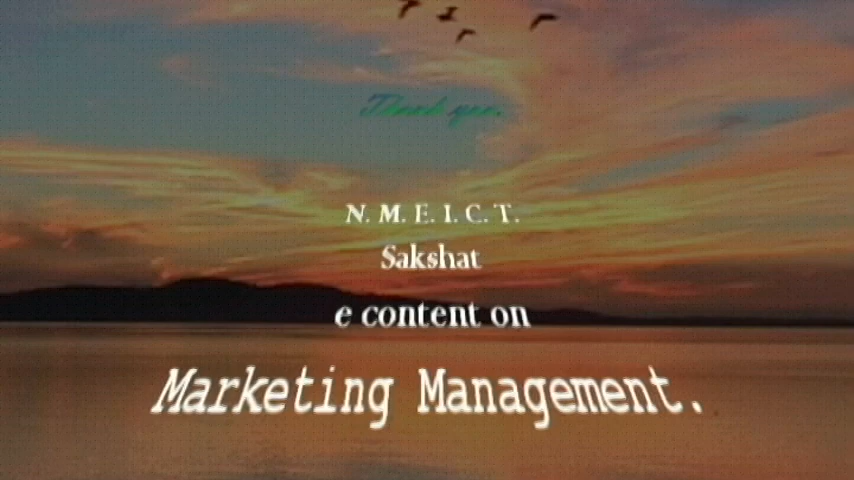 Thank you.
N. M. E. I. C. T.
Sakshat
e content on
Marketing Management.